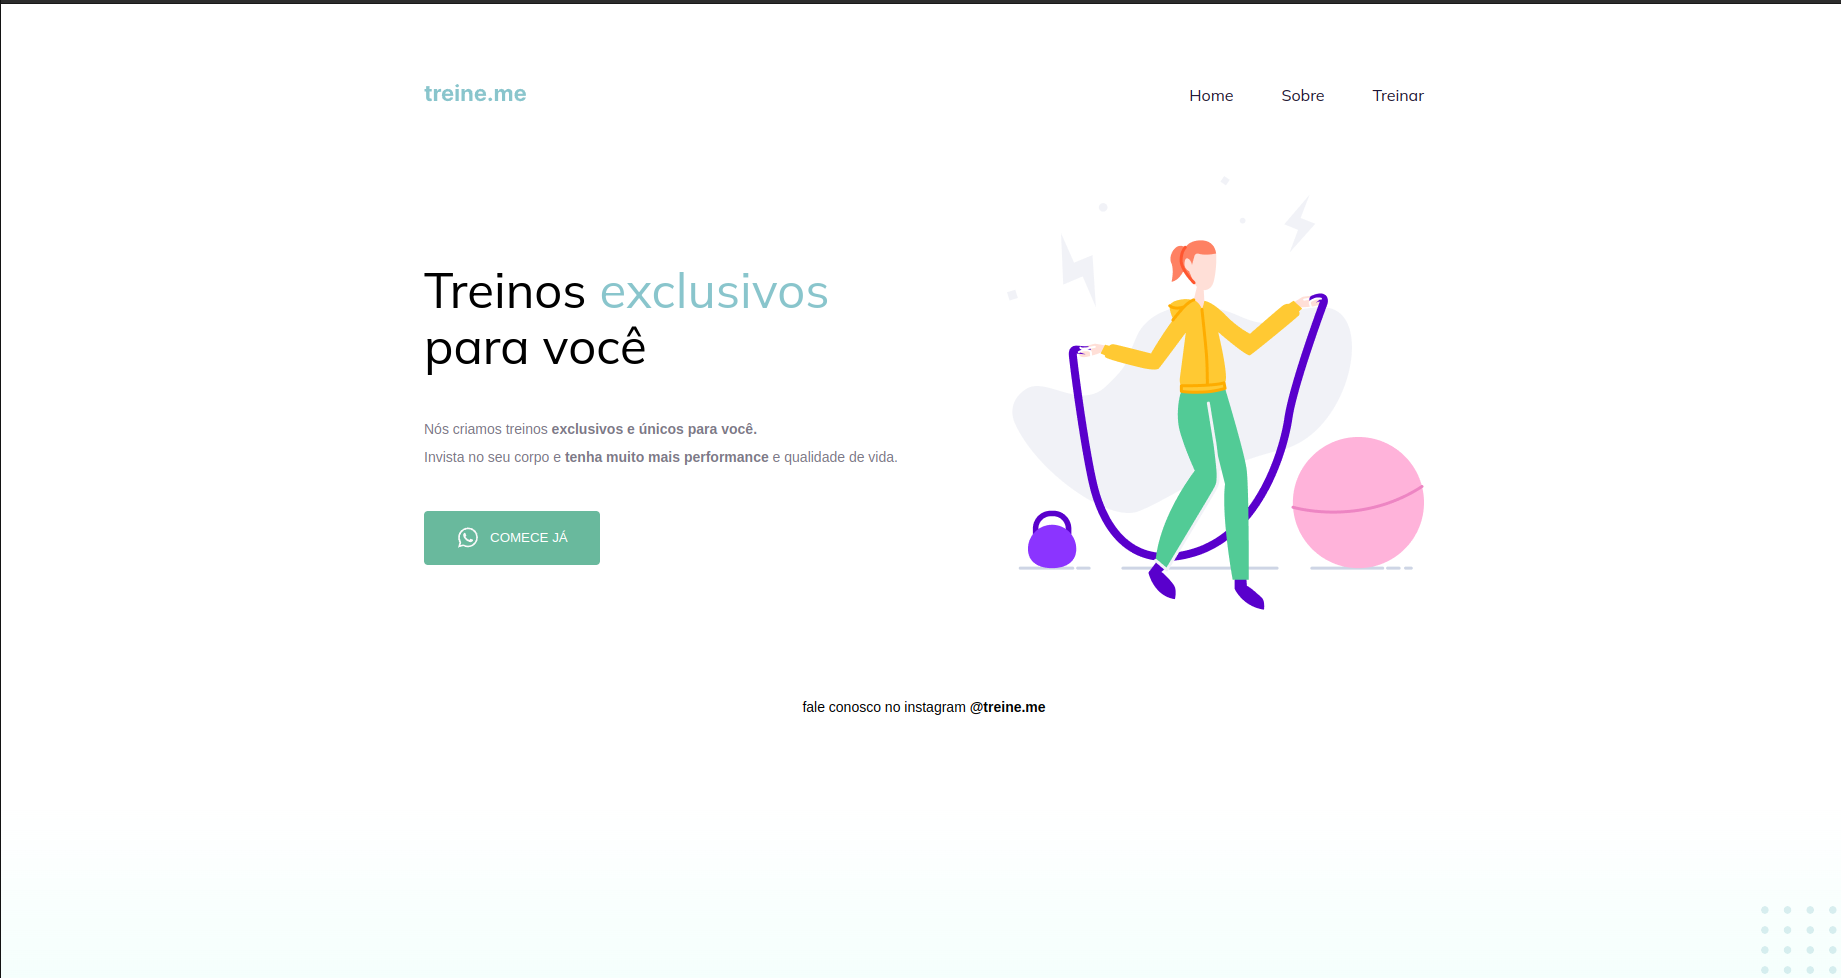 treine.me
Home Sobre Treinar
Treinos exclusivos
para você
Nós criamos treinos exclusivos e únicos para você.
Invista no seu corpo e tenha muito mais performance e qualidade de vida.
COMECE JÁ
fale conosco no instagram @treine.me